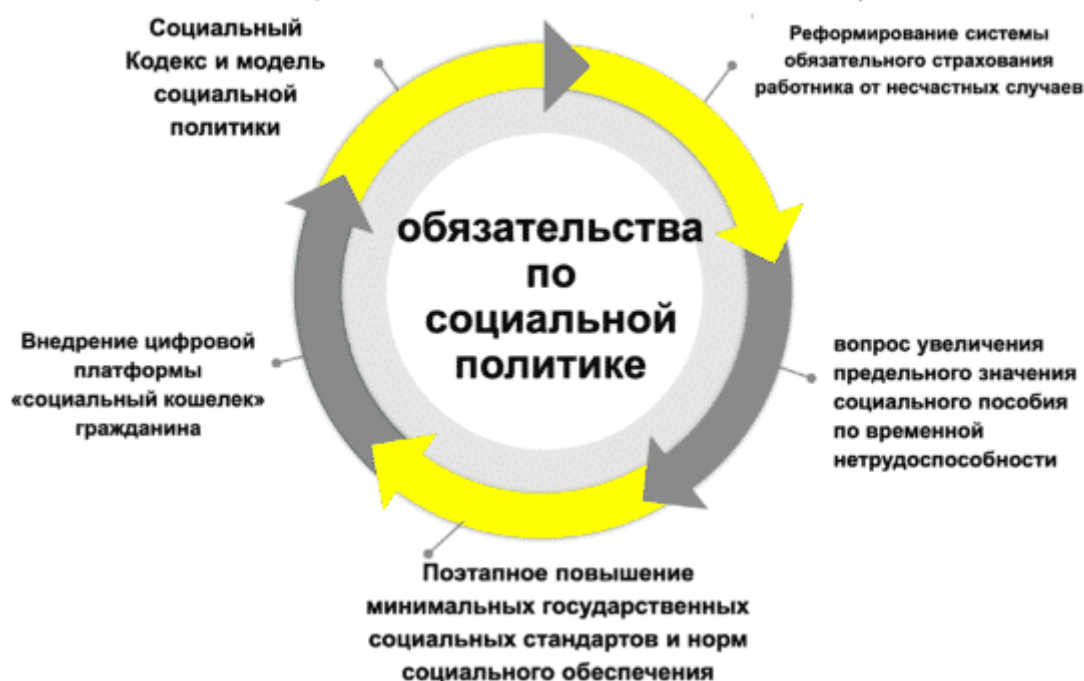 Социальный
Кодекс и модель
социальной
политики
Реформирование системы
обязательного страхования
работника от несчастных случаев
обязательства
по
социальной
политике
вопрос увеличения
предельного значения
социального пособия
по временной
нетрудоспособности
Поэтапное повышение
минимальных государственных
социальных стандартов и норм
социального обеспечения
Внедрение цифровой
платформы
«социальный кошелек»
гражданина